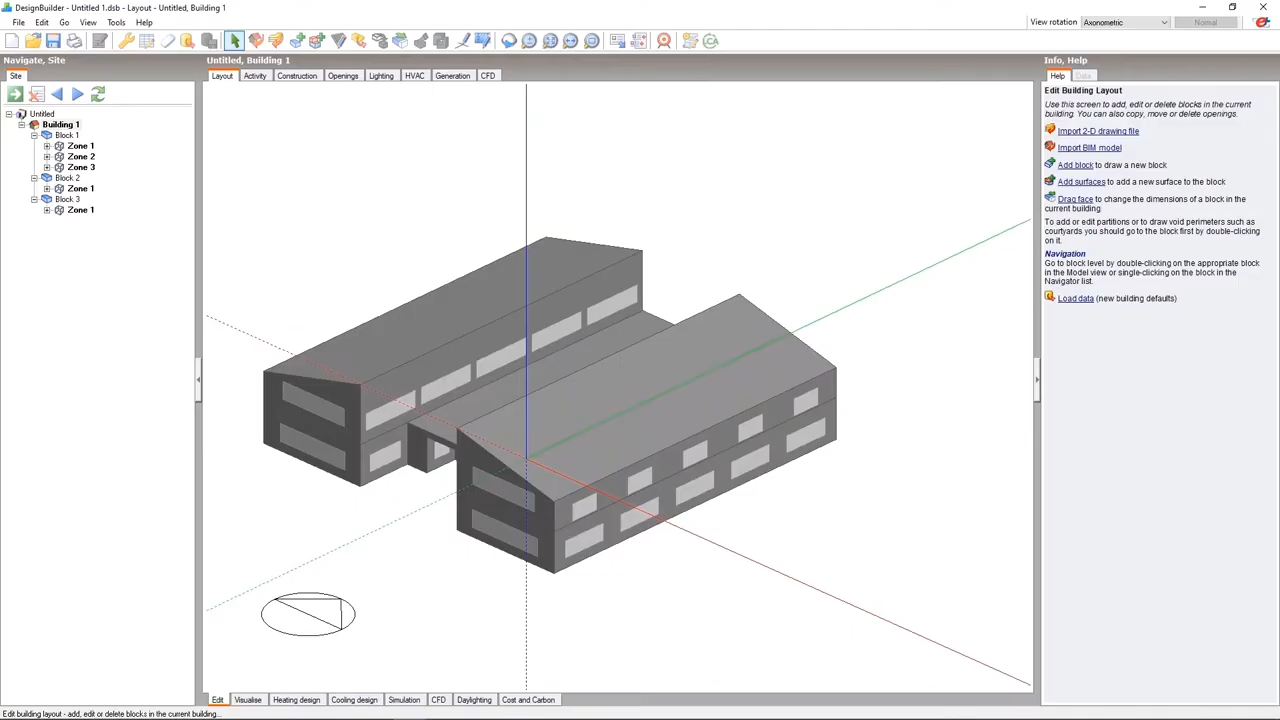 DesignBuilder - Untitled 1.dsb - Layout - Untitled, Building 1
File Edit Go View Tools Help
View rotation Axonometric Normal
Navigate, Site
Site
Untitled
Building 1
Block 1
Zone 1
Zone 2
Zone 3
Block 2
Zone 1
Block 3
Zone 1
Untitled, Building 1
Layout Activity Construction Openings Lighting HVAC Generation CFD
Info, Help
Help Data
Edit Building Layout
Use this screen to add, edit or delete blocks in the current
building. You can also copy, move or delete openings.
Import 2-D drawing file
Import BIM model
Add block to draw a new block
Add surfaces to add a new surface to the block
Drag face to change the dimensions of a block in the
current building
To add or edit partitions or to draw void perimeters such as
courtyards you should go to the block first by double-clicking
on it.
Navigation
Go to block level by double-clicking on the appropriate block
in the Model view or single-clicking on the block in the
Navigator list.
Load data (new building defaults)
Edit Visualise Heating design Cooling design Simulation CFD Daylighting Cost and Carbon
Edit building layout - add, edit or delete blocks in the current building...